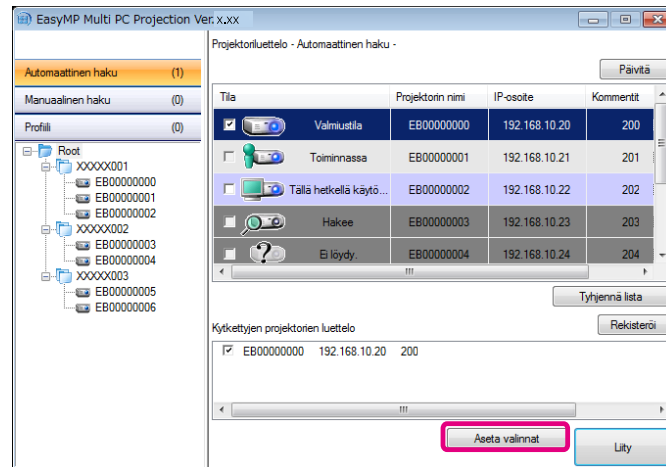 EasyMP Multi PC Projection Ver.x.xx
Projektoriluettelo - Automaattinen haku -
Automaattinen haku (1)
Manuaalinen haku (0)
Profiili (0)
Root
XXXXX001
EB00000000
EB00000001
EB00000002
XXXXX002
EB00000003
EB00000004
XXXXX003
EB00000005
EB00000006
Päivitä
Tila Projektorin nimi IP-osoite Kommentit
Valmiustila EB00000000 192.168.10.20 200
Toiminnassa EB00000001 192.168.10.21 201
Tällä hetkellä käytö... EB00000002 192.168.10.22 202
Hakee EB00000003 192.168.10.23 203
Ei löydy. EB00000004 192.168.10.24 204
Tyhjennä lista
Kytkettyjen projektorien luettelo
Rekisteröi
EB00000000 192.168.10.20 200
Aseta valinnat
Liity